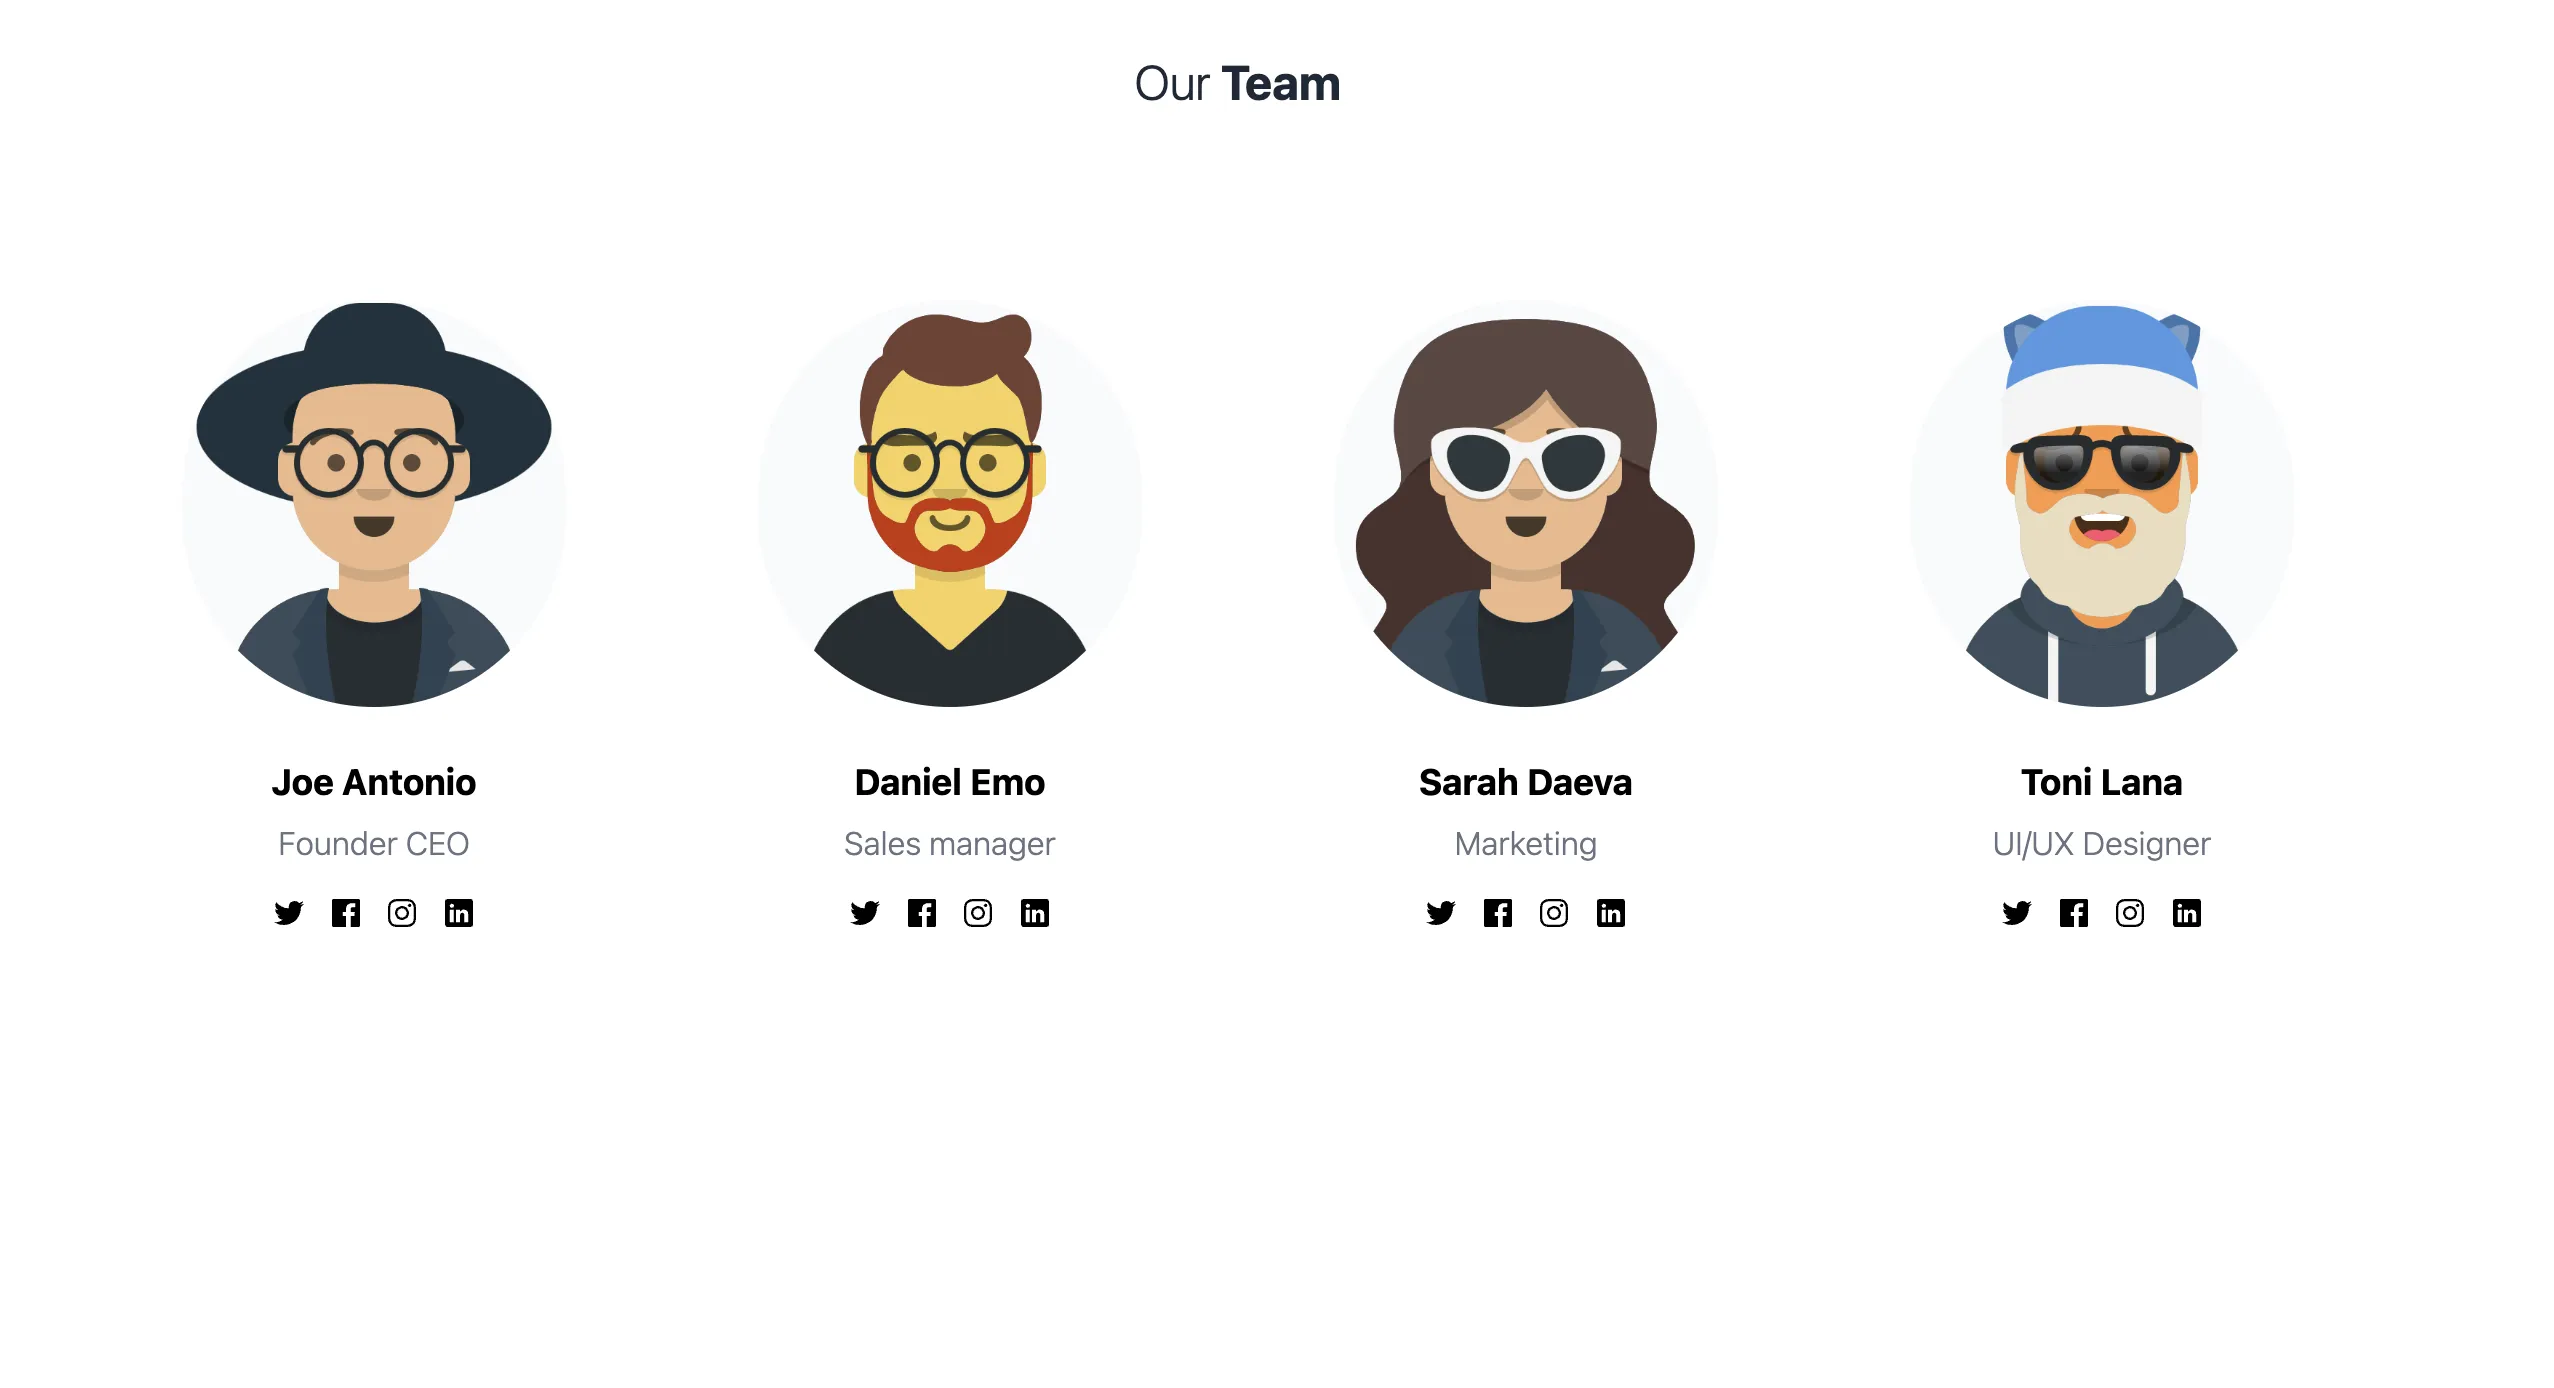 Our Team
Joe Antonio
Founder CEO
Daniel Emo
Sales manager
Sarah Daeva
Marketing
Toni Lana
UI/UX Designer